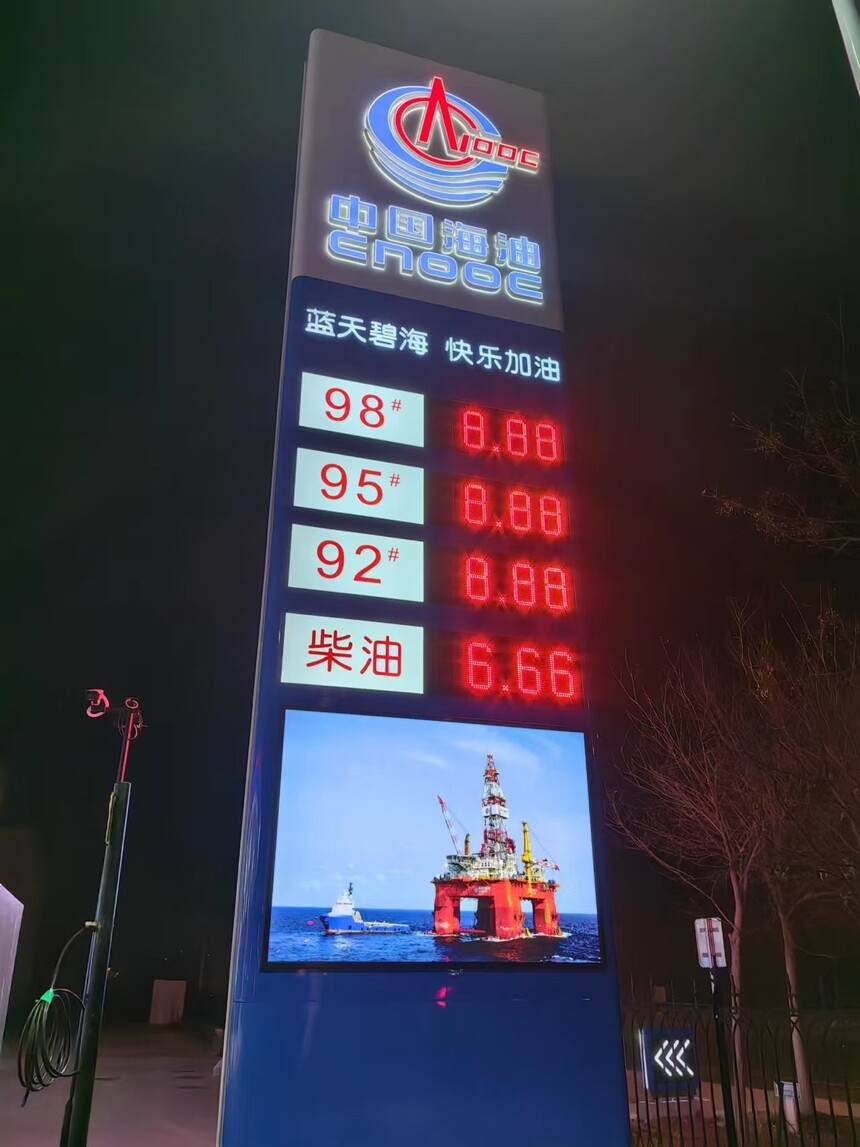 CNOOC
中国海油
cnooc
蓝天碧海 快乐加油
98# 8.88
95# 8.88
92# 8.88
柴油 6.66